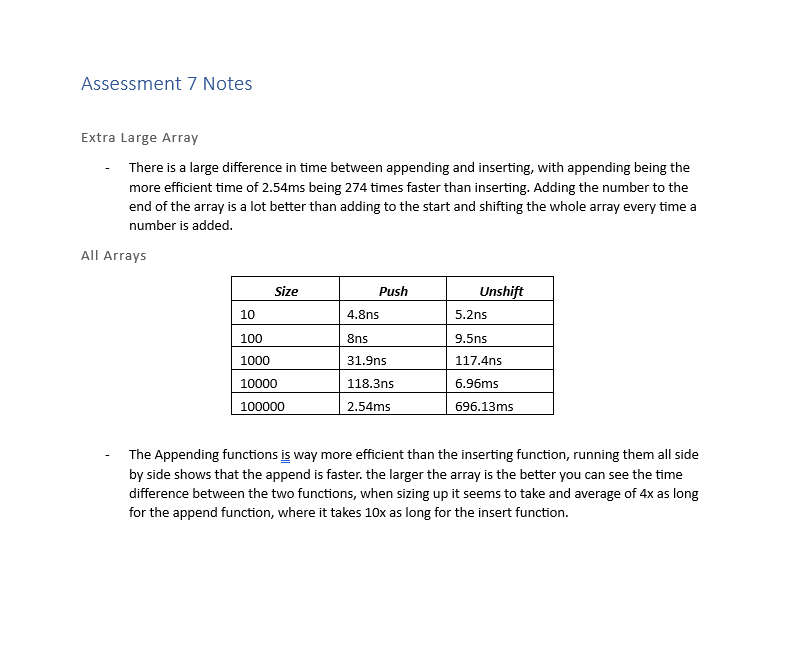 Assessment 7 Notes
Extra Large Array
- There is a large difference in time between appending and inserting, with appending being the
more efficient time of 2.54ms being 274 times faster than inserting. Adding the number to the
end of the array is a lot better than adding to the start and shifting the whole array every time a
number is added.
All Arrays
Size Push Unshift
10 4.8ns 5.2ns
100 8ns 9.5ns
1000 31.9ns 117.4ns
10000 118.3ns 6.96ms
100000 2.54ms 696.13ms
- The Appending functions is way more efficient than the inserting function, running them all side
by side shows that the append is faster. the larger the array is the better you can see the time
difference between the two functions, when sizing up it seems to take and average of 4x as long
for the append function, where it takes 10x as long for the insert function.